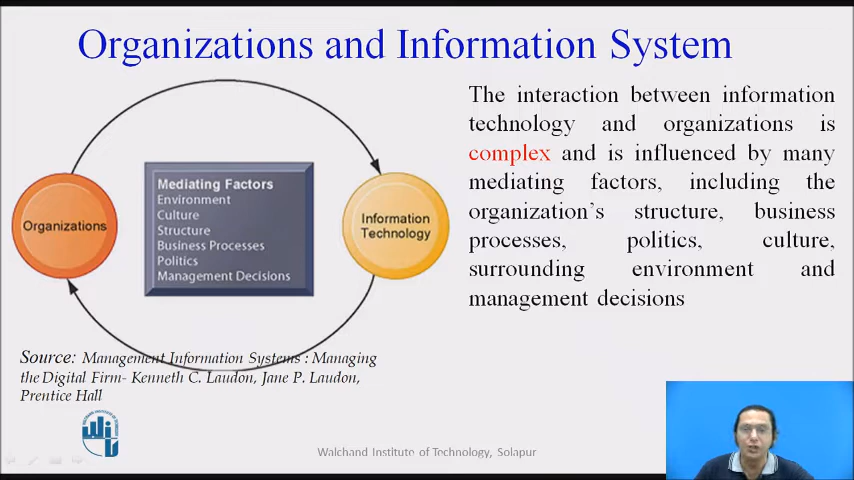 Organizations and Information System
Organizations
Mediating Factors
Environment
Culture
Structure
Business Processes
Politics
Management Decisions
Information
Technology
The interaction between information
technology and organizations is
complex and is influenced by many
mediating factors, including the
organization's structure, business
processes, politics, culture,
surrounding environment and
management decisions
Source: Management Information Systems : Managing
the Digital Firm- Kenneth C. Laudon, Jane P. Laudon,
Prentice Hall
Walchand Institute of Technology, Solapur